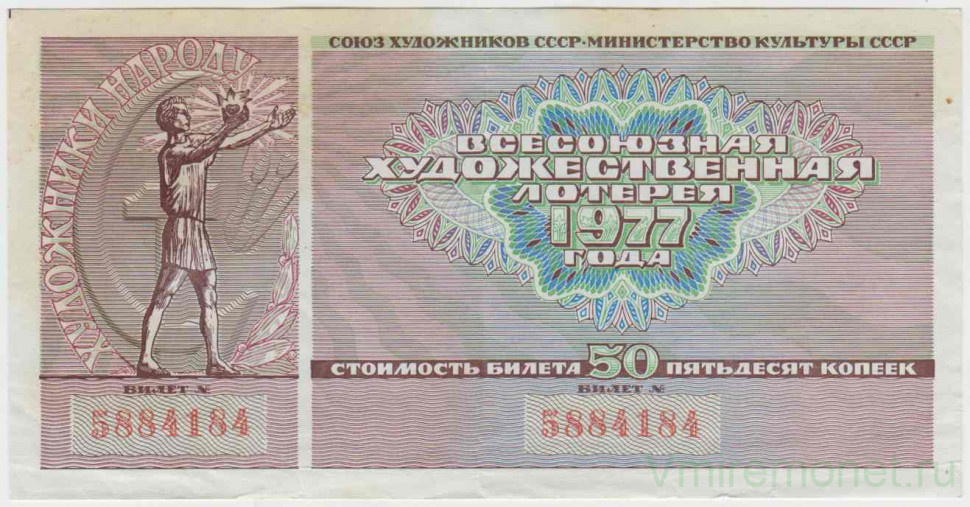 ХУДОЖНИКИ НАРОДУ
БИЛЕТ №
5884184
СОЮЗ ХУДОЖНИКОВ СССР·МИНИСТЕРСТВО КУЛЬТУРЫ СССР
ВСЕСОЮЗНАЯ
ХУДОЖЕСТВЕННАЯ
ЛОТЕРЕЯ
1977
ГОДА
СТОИМОСТЬ БИЛЕТА 50 ПЯТЬДЕСЯТ КОПЕЕК
БИЛЕТ №
5884184
Vmiremonet.ru